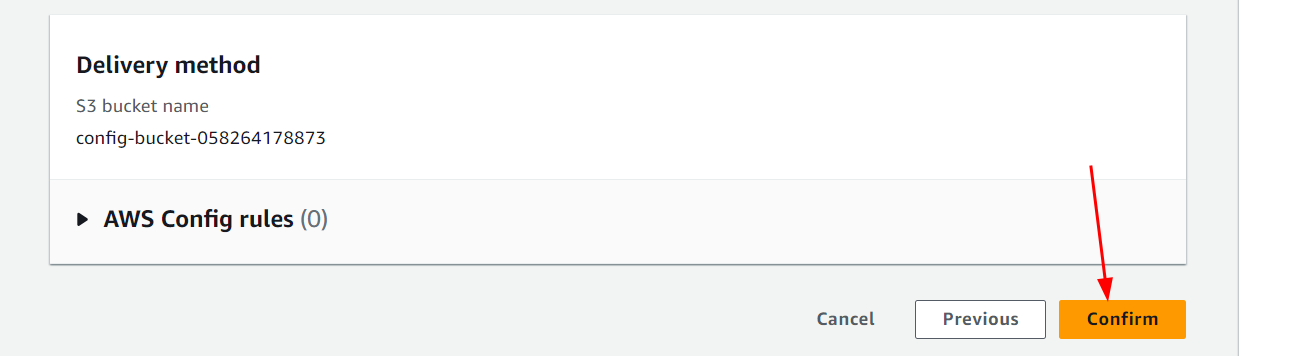 Delivery method
S3 bucket name
config-bucket-058264178873
AWS Config rules (0)
Cancel Previous Confirm